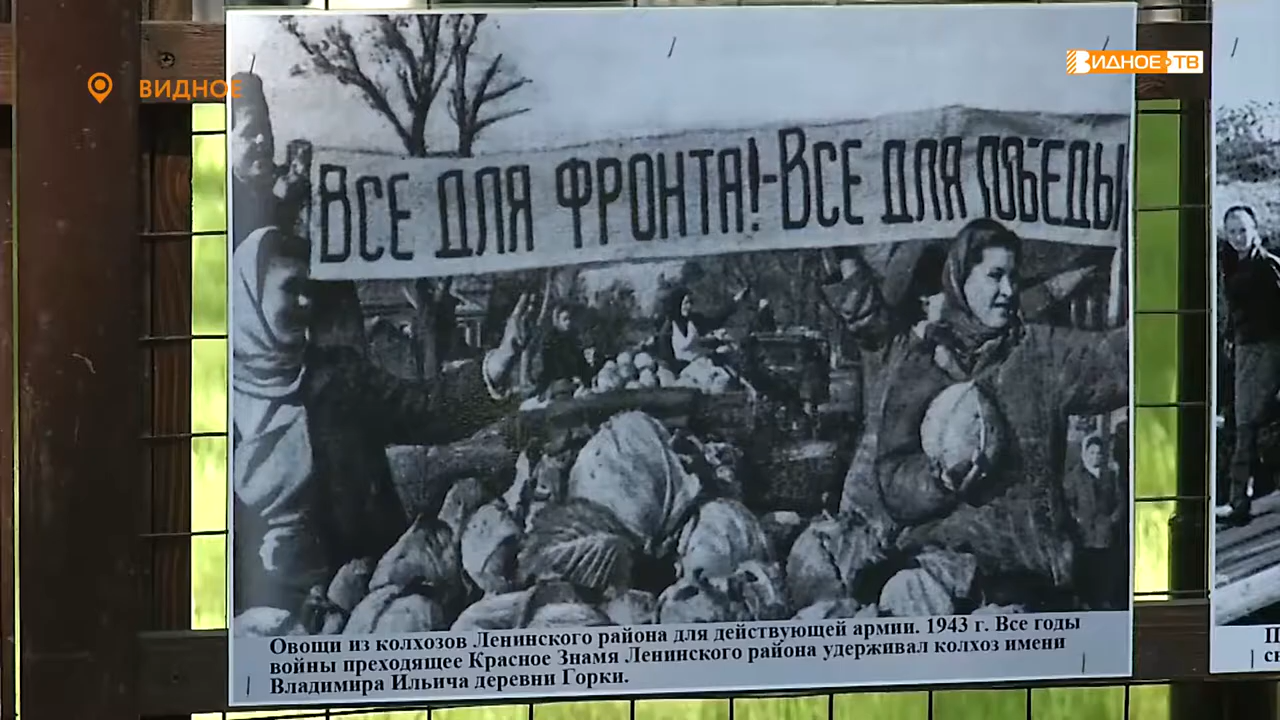 ВИДНОЕ
ВИДНОЕ ТВ
ВСЕ ДЛЯ ФРОНТА!-ВСЕ ДЛЯ ПОБЕДЫ
Овощи из колхозов Ленинского района для действующей армии. 1943 г. Все годы
войны преходящее Красное Знамя Ленинского района удерживал колхоз имени
Владимира Ильича деревни Горки.